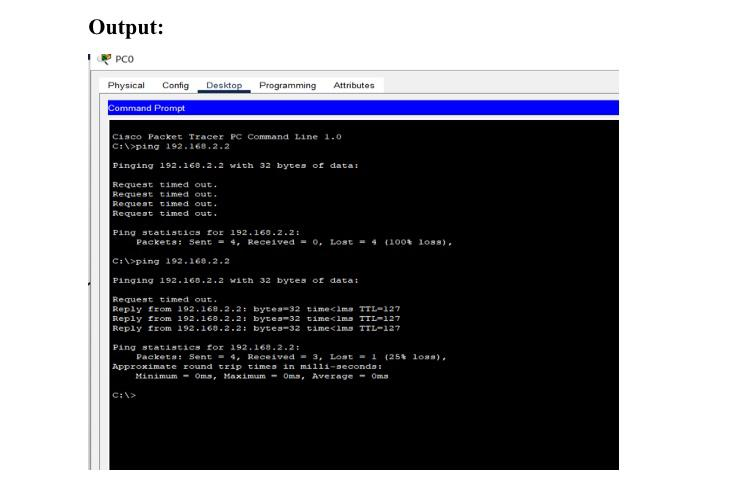 Output:
PC0
Physical Config Desktop Programming Attributes
Command Prompt
Cisco Packet Tracer PC Command Line 1.0
C:\>ping 192.168.2.2
Pinging 192.168.2.2 with 32 bytes of data:
Request timed out.
Request timed out.
Request timed out.
Request timed out.
Ping statistics for 192.168.2.2:
Packets: Sent = 4, Received = 0, Lost = 4 (100% loss),
C:\>ping 192.168.2.2
Pinging 192.168.2.2 with 32 bytes of data:
Request timed out.
Reply from 192.168.2.2: bytes=32 time<1ms TTL=127
Reply from 192.168.2.2: bytes=32 time<1ms TTL=127
Reply from 192.168.2.2: bytes=32 time<1ms TTL=127
Ping statistics for 192.168.2.2:
Packets: Sent = 4, Received = 3, Lost = 1 (25% loss),
Approximate round trip times in milli-seconds:
Minimum = 0ms, Maximum = 0ms, Average = 0ms
C:\>